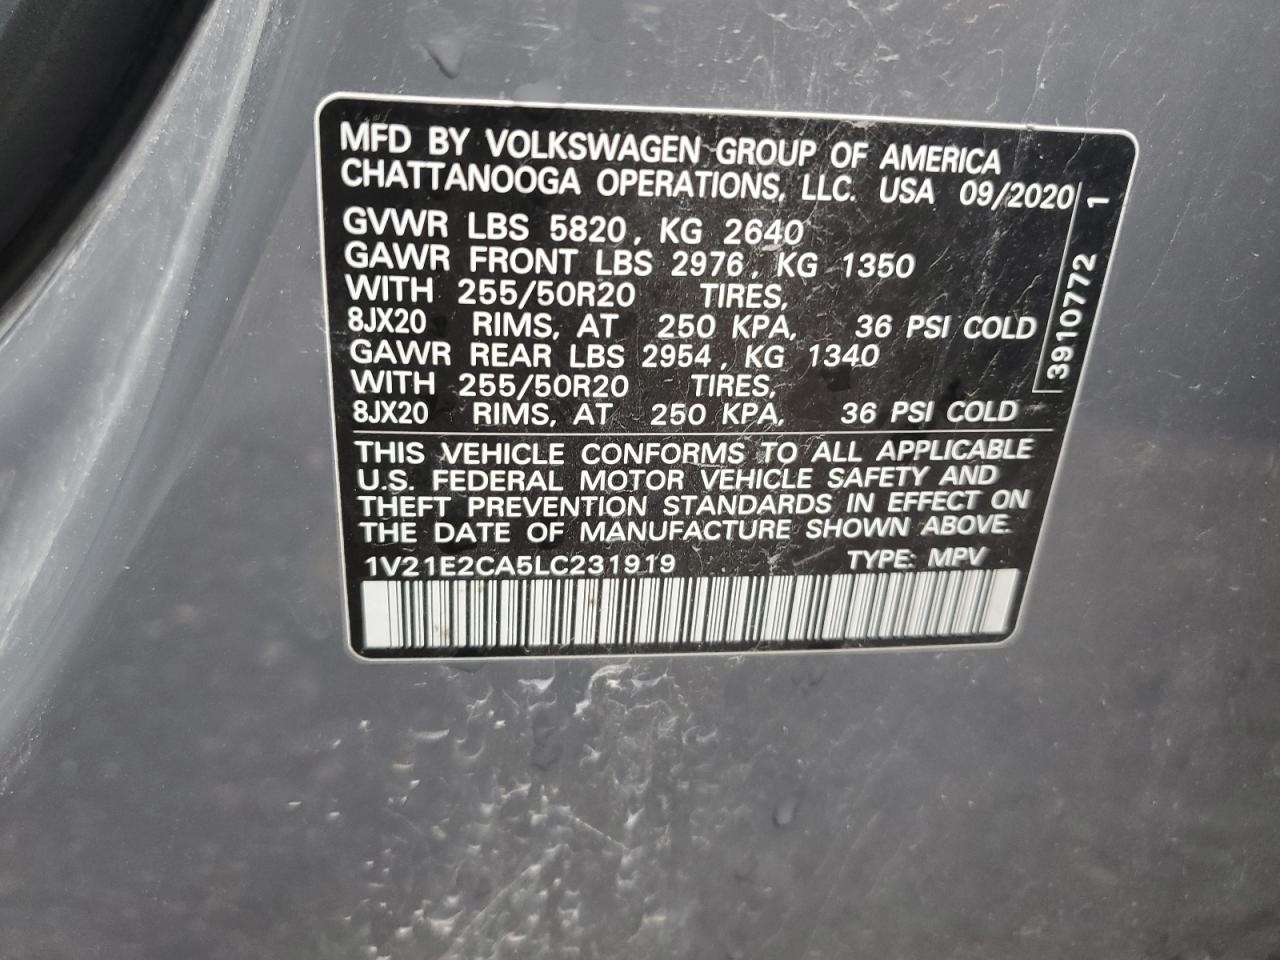 MFD BY VOLKSWAGEN GROUP OF AMERICA
CHATTANOOGA OPERATIONS, LLC. USA 09/2020
GVWR LBS 5820, KG 2640
GAWR FRONT LBS 2976, KG 1350
WITH 255/50R20 TIRES,
8JX20 RIMS, AT 250 KPA, 36 PSI COLD
GAWR REAR LBS 2954, KG 1340
WITH 255/50R20 TIRES,
8JX20 RIMS, AT 250 KPA, 36 PSI COLD
3910772 1
THIS VEHICLE CONFORMS TO ALL APPLICABLE
U.S. FEDERAL MOTOR VEHICLE SAFETY AND
THEFT PREVENTION STANDARDS IN EFFECT ON
THE DATE OF MANUFACTURE SHOWN ABOVE.
1V21E2CA5LC231919 TYPE: MPV